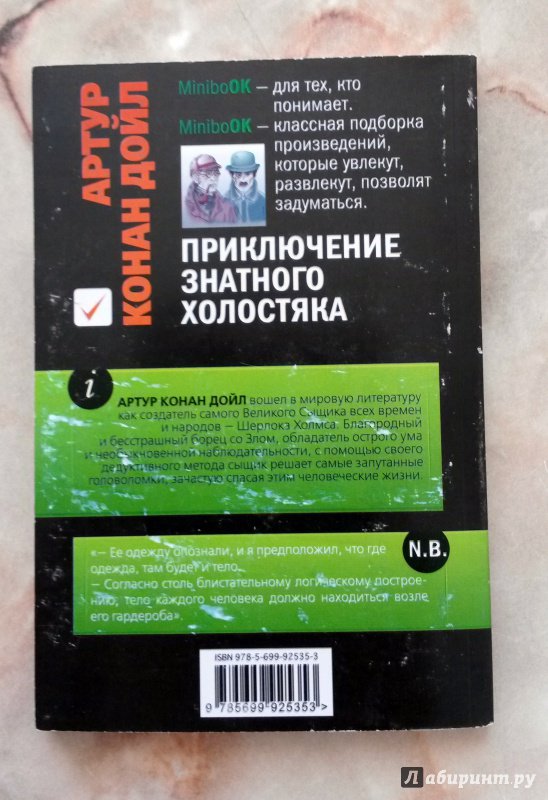 АРТУР
КОНАН ДОЙЛ
MiniboOK – для тех, кто
понимает.
MiniboOK – классная подборка
произведений,
которые увлекут,
развлекут, позволят
задуматься.
ПРИКЛЮЧЕНИЕ
ЗНАТНОГО
ХОЛОСТЯКА
i
АРТУР КОНАН ДОЙЛ вошел в мировую литературу
как создатель самого Великого Сыщика всех времен
и народов – Шерлока Холмса. Благородный
и бесстрашный борец со Злом, обладатель острого ума
и необыкновенной наблюдательности, с помощью своего
дедуктивного метода сыщик решает самые запутанные
головоломки, зачастую спасая этим человеческие жизни.
N.B.
«– Ее одежду опознали, и я предположил, что где
одежда, там будет и тело.
– Согласно столь блистательному логическому построе-
нию, тело каждого человека должно находиться возле
его гардероба»
ISBN 978-5-699-92535-3
9 785699 925353 >
Лабиринт.ру